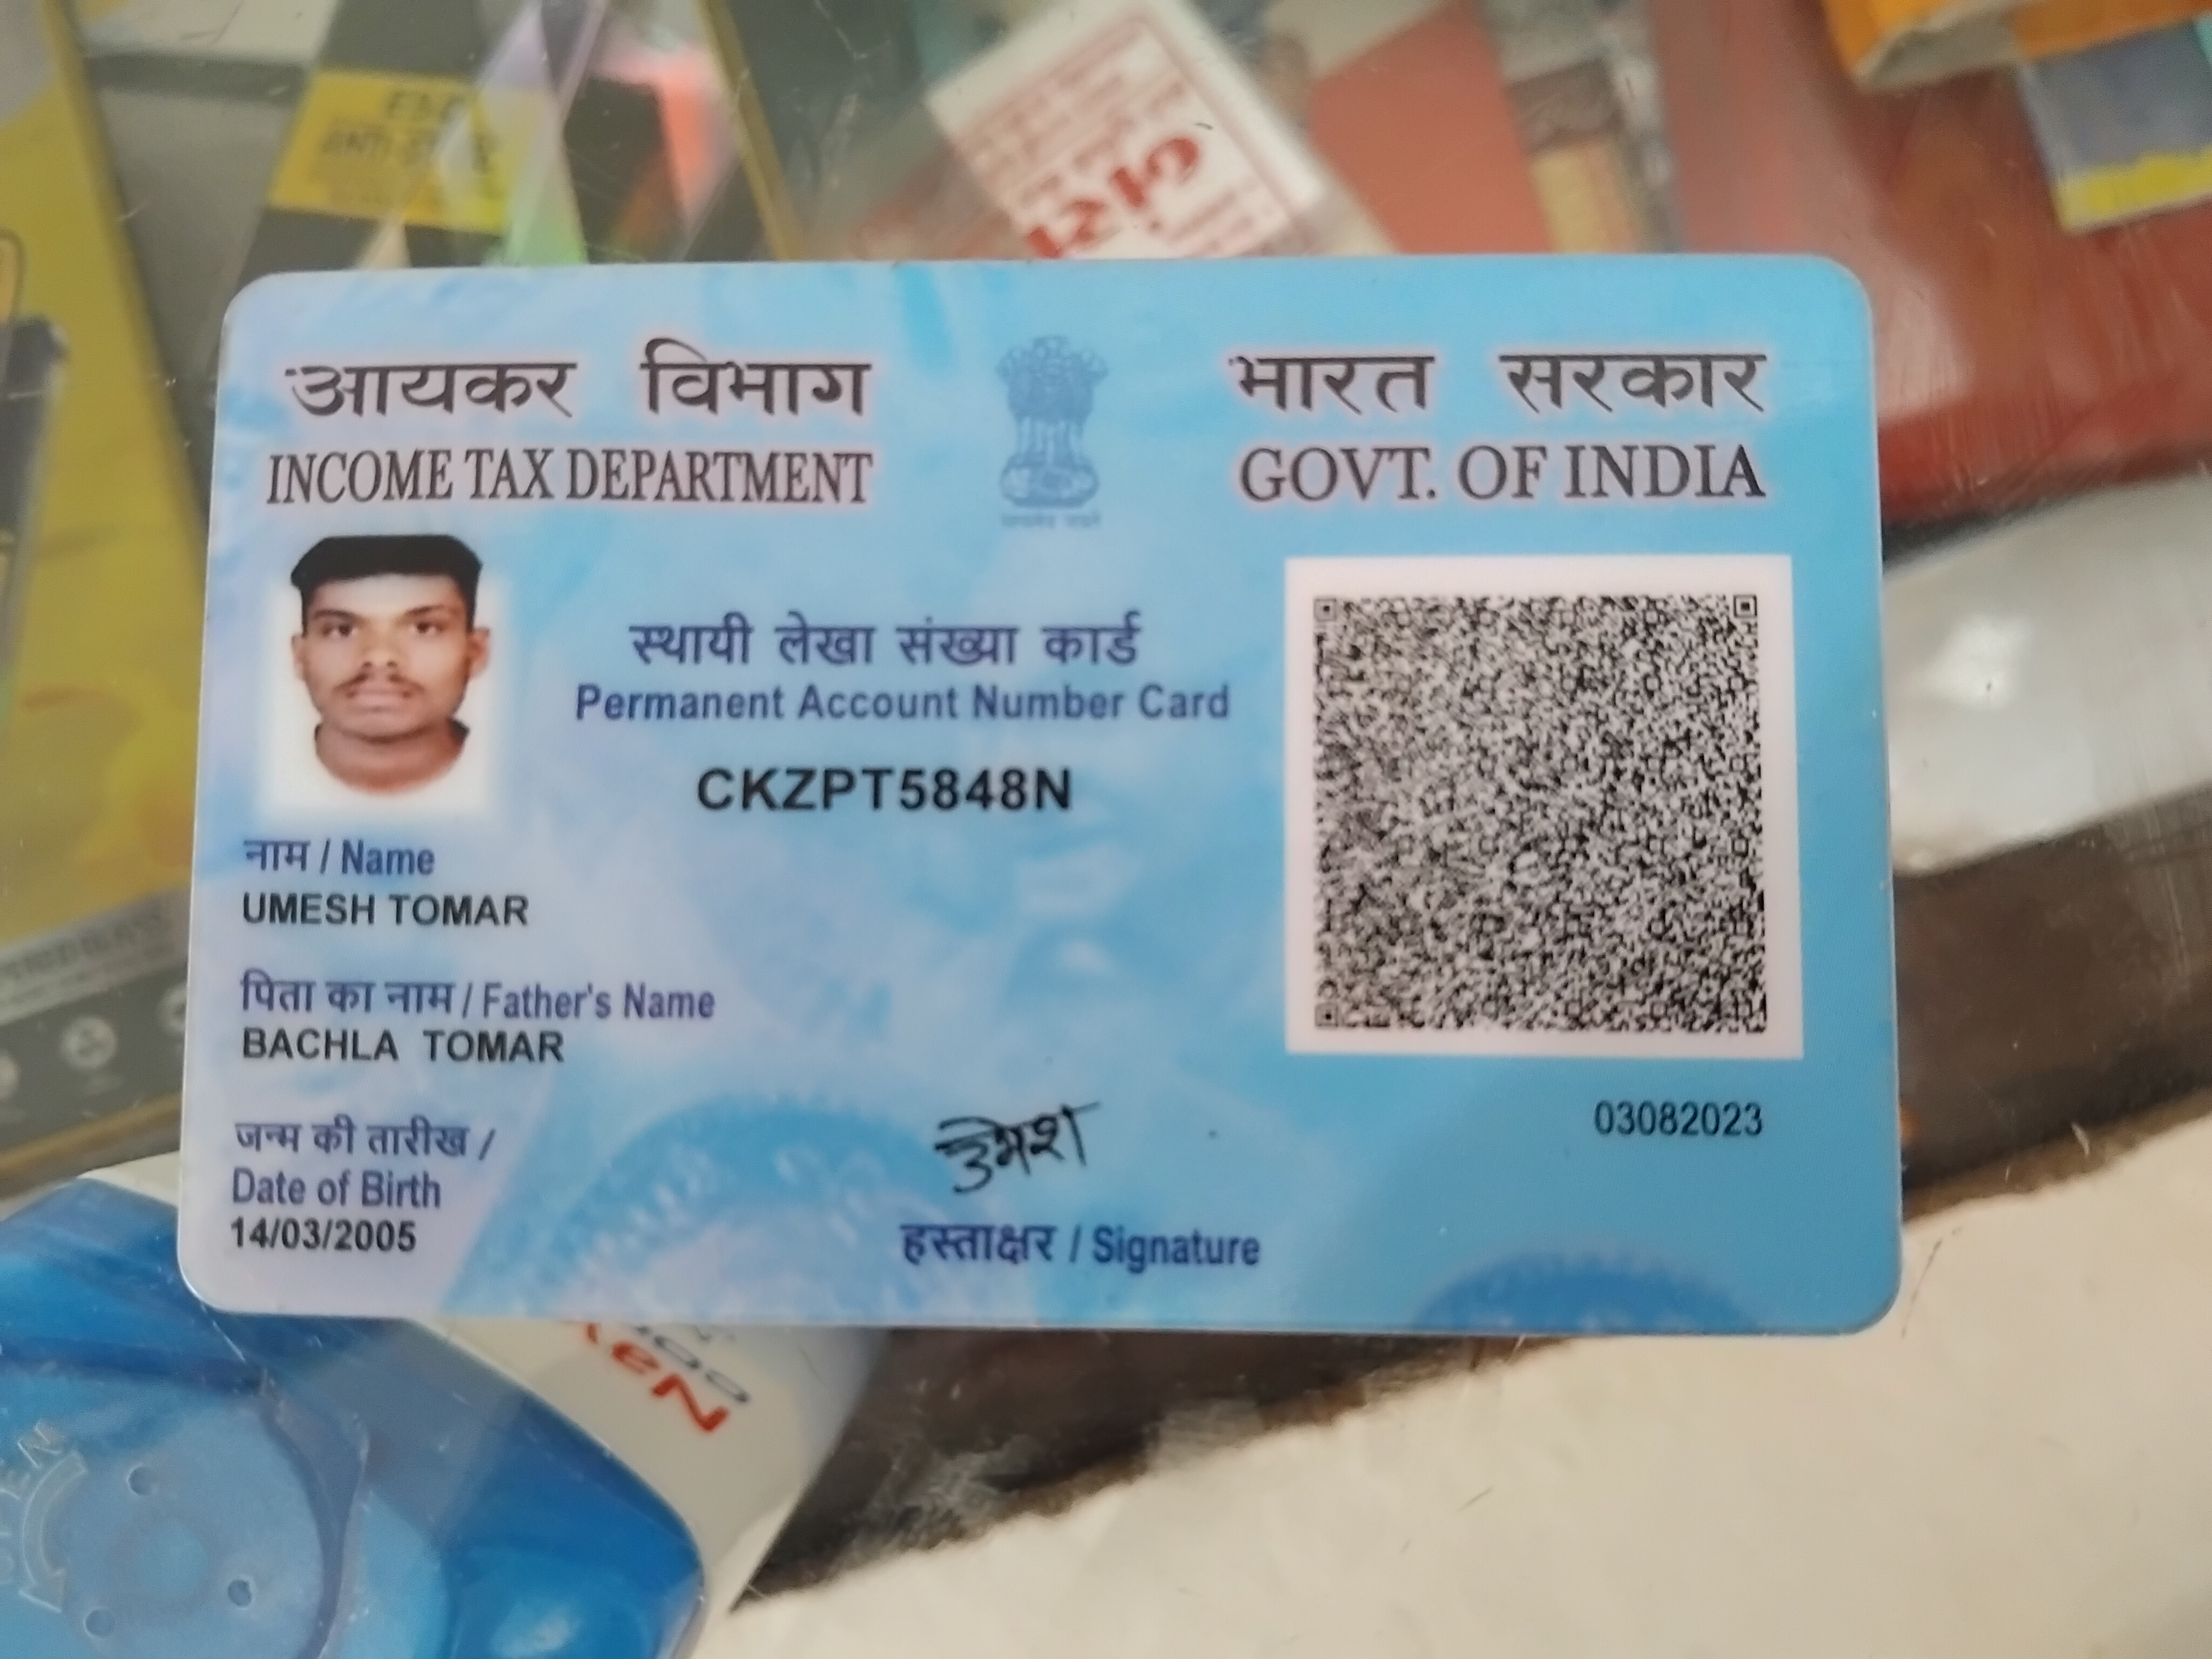 आयकर विभाग
INCOME TAX DEPARTMENT
भारत सरकार
GOVT. OF INDIA
स्थायी लेखा संख्या कार्ड
Permanent Account Number Card
CKZPT5848N
नाम / Name
UMESH TOMAR
पिता का नाम / Father's Name
BACHLA TOMAR
जन्म की तारीख /
Date of Birth
14/03/2005
उमेश
हस्ताक्षर / Signature
03082023
OPEN